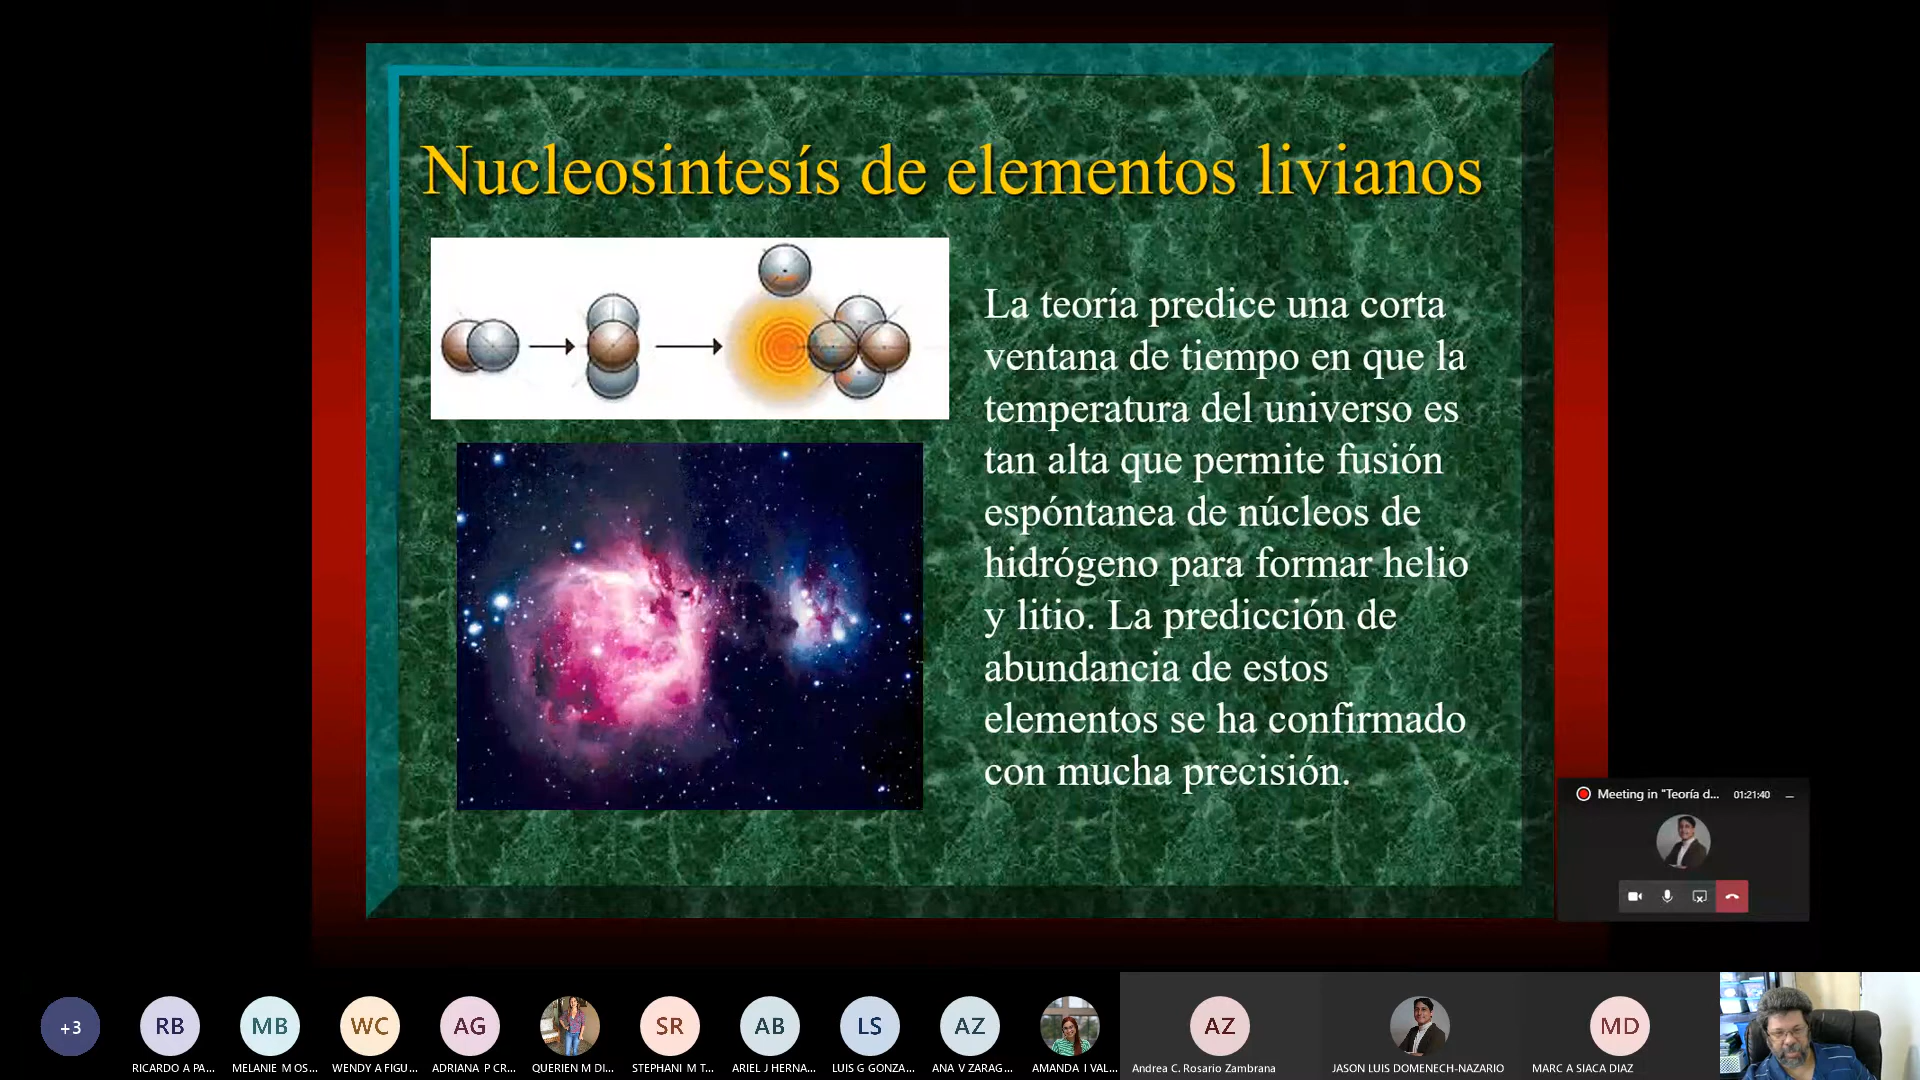 Nucleosintesís de elementos livianos
La teoría predice una corta
ventana de tiempo en que la
temperatura del universo es
tan alta que permite fusión
espóntanea de núcleos de
hidrógeno para formar helio
y litio. La predicción de
abundancia de estos
elementos se ha confirmado
con mucha precisión.
Meeting in "Teoría d... 01:21:40
+3 RB MB WC AG SR AB LS AZ AZ MD
RICARDO A PA... MELANIE M OS... WENDY A FIGU... ADRIANA P CR... QUERIEN M DI... STEPHANI M T... ARIEL J HERNA... LUIS G GONZA... ANA V ZARAG... AMANDA I VAL... Andrea C. Rosario Zambrana JASON LUIS DOMENECH-NAZARIO MARC A SIACA DIAZ